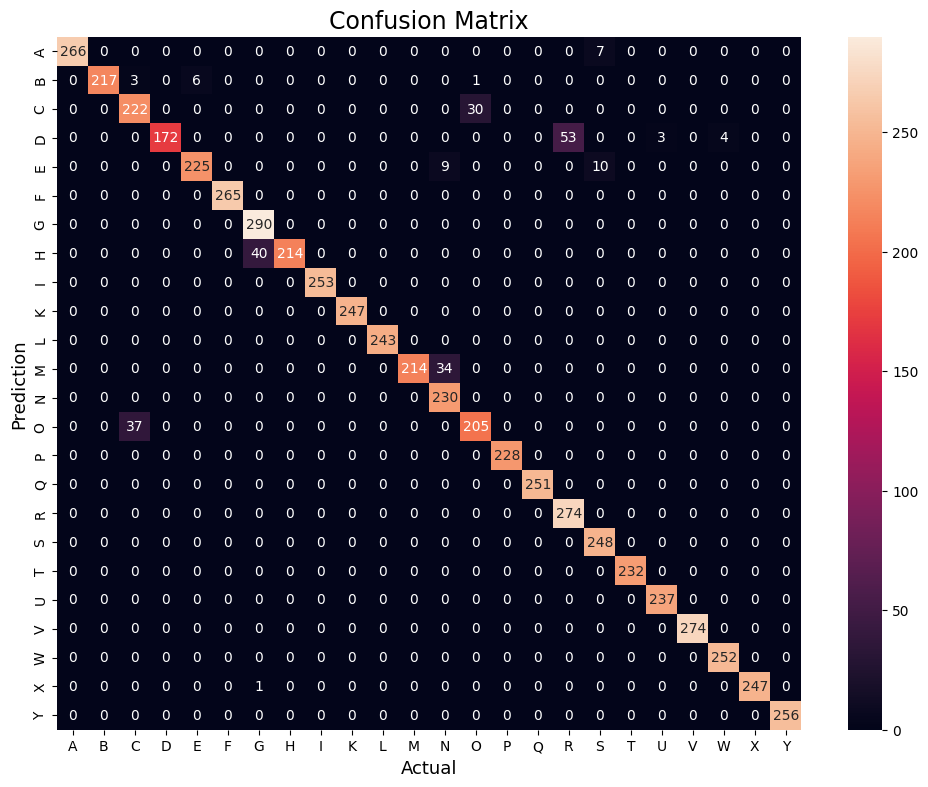 Confusion Matrix
A 266 0 0 0 0 0 0 0 0 0 0 0 0 0 0 0 0 7 0 0 0 0 0 0
B 0 217 3 0 6 0 0 0 0 0 0 0 0 1 0 0 0 0 0 0 0 0 0 0
C 0 0 222 0 0 0 0 0 0 0 0 0 0 30 0 0 0 0 0 0 0 0 0 0
D 0 0 0 172 0 0 0 0 0 0 0 0 0 0 0 0 53 0 0 3 0 4 0 0
E 0 0 0 0 225 0 0 0 0 0 0 0 9 0 0 0 0 10 0 0 0 0 0 0
F 0 0 0 0 0 265 0 0 0 0 0 0 0 0 0 0 0 0 0 0 0 0 0 0
G 0 0 0 0 0 0 290 0 0 0 0 0 0 0 0 0 0 0 0 0 0 0 0 0
H 0 0 0 0 0 0 40 214 0 0 0 0 0 0 0 0 0 0 0 0 0 0 0 0
I 0 0 0 0 0 0 0 0 253 0 0 0 0 0 0 0 0 0 0 0 0 0 0 0
K 0 0 0 0 0 0 0 0 0 247 0 0 0 0 0 0 0 0 0 0 0 0 0 0
L 0 0 0 0 0 0 0 0 0 0 243 0 0 0 0 0 0 0 0 0 0 0 0 0
M 0 0 0 0 0 0 0 0 0 0 0 214 34 0 0 0 0 0 0 0 0 0 0 0
N 0 0 0 0 0 0 0 0 0 0 0 0 230 0 0 0 0 0 0 0 0 0 0 0
O 0 0 37 0 0 0 0 0 0 0 0 0 0 205 0 0 0 0 0 0 0 0 0 0
P 0 0 0 0 0 0 0 0 0 0 0 0 0 0 228 0 0 0 0 0 0 0 0 0
Q 0 0 0 0 0 0 0 0 0 0 0 0 0 0 0 251 0 0 0 0 0 0 0 0
R 0 0 0 0 0 0 0 0 0 0 0 0 0 0 0 0 274 0 0 0 0 0 0 0
S 0 0 0 0 0 0 0 0 0 0 0 0 0 0 0 0 0 248 0 0 0 0 0 0
T 0 0 0 0 0 0 0 0 0 0 0 0 0 0 0 0 0 0 232 0 0 0 0 0
U 0 0 0 0 0 0 0 0 0 0 0 0 0 0 0 0 0 0 0 237 0 0 0 0
V 0 0 0 0 0 0 0 0 0 0 0 0 0 0 0 0 0 0 0 0 274 0 0 0
W 0 0 0 0 0 0 0 0 0 0 0 0 0 0 0 0 0 0 0 0 0 252 0 0
X 0 0 0 0 0 0 1 0 0 0 0 0 0 0 0 0 0 0 0 0 0 0 247 0
Y 0 0 0 0 0 0 0 0 0 0 0 0 0 0 0 0 0 0 0 0 0 0 0 256
A B C D E F G H I K L M N O P Q R S T U V W X Y
Actual
Prediction
250
200
150
100
50
0